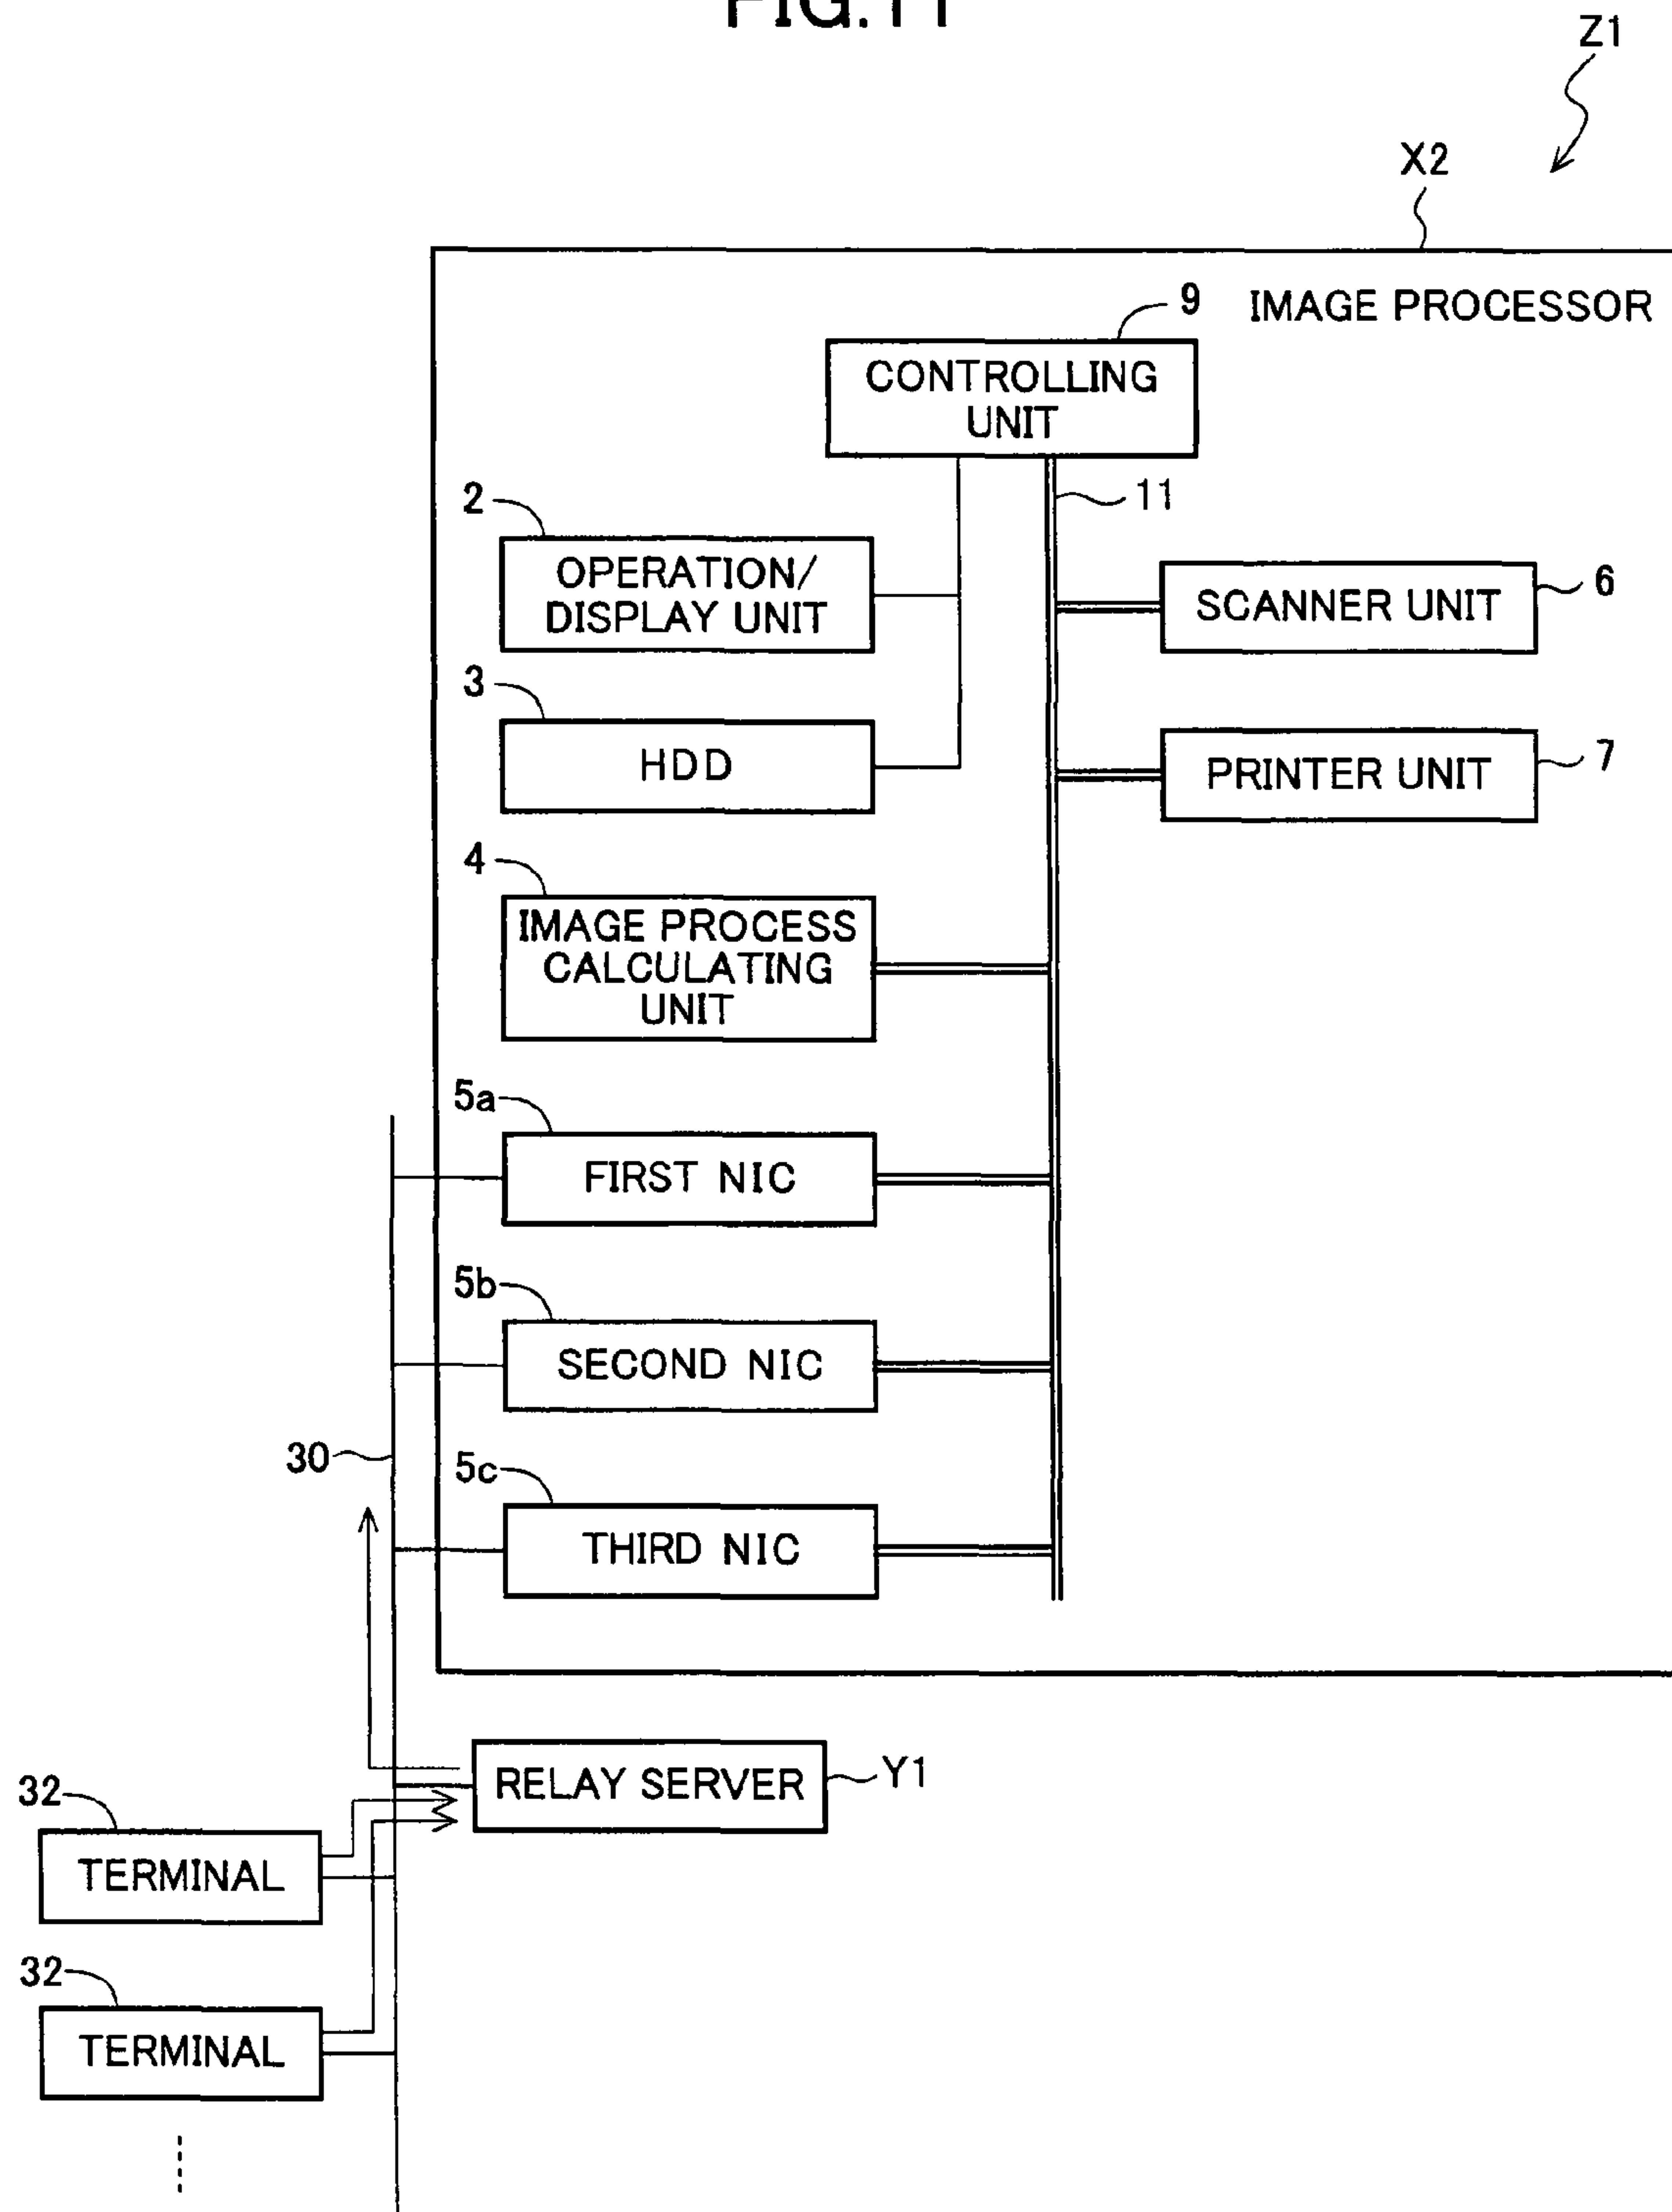 FIG.11
Z1
X2
IMAGE PROCESSOR
9
CONTROLLING
UNIT
11
2
OPERATION/
DISPLAY UNIT
6
SCANNER UNIT
3
HDD
7
PRINTER UNIT
4
IMAGE PROCESS
CALCULATING
UNIT
5a
FIRST NIC
5b
SECOND NIC
30
5c
THIRD NIC
RELAY SERVER
Y1
32
TERMINAL
32
TERMINAL